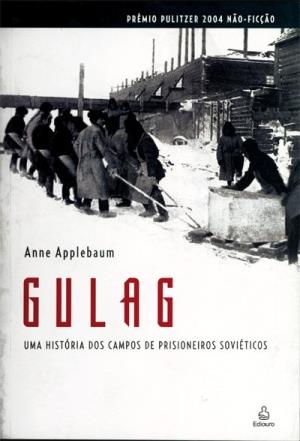 PRÊMIO PULITZER 2004 NÃO-FICÇÃO
Anne Applebaum
GULAG
UMA HISTÓRIA DOS CAMPOS DE PRISIONEIROS SOVIÉTICOS
Ediouro